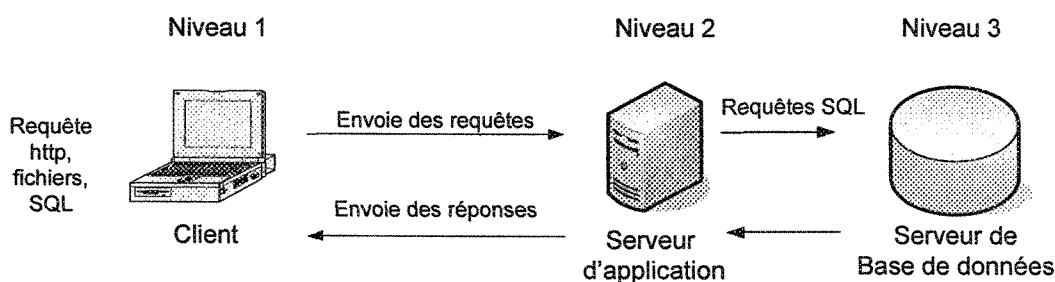 Niveau 1
Niveau 2
Niveau 3
Requête
http,
fichiers,
SQL
Envoie des requêtes
Requêtes SQL
Envoie des réponses
Client
Serveur
d'application
Serveur de
Base de données